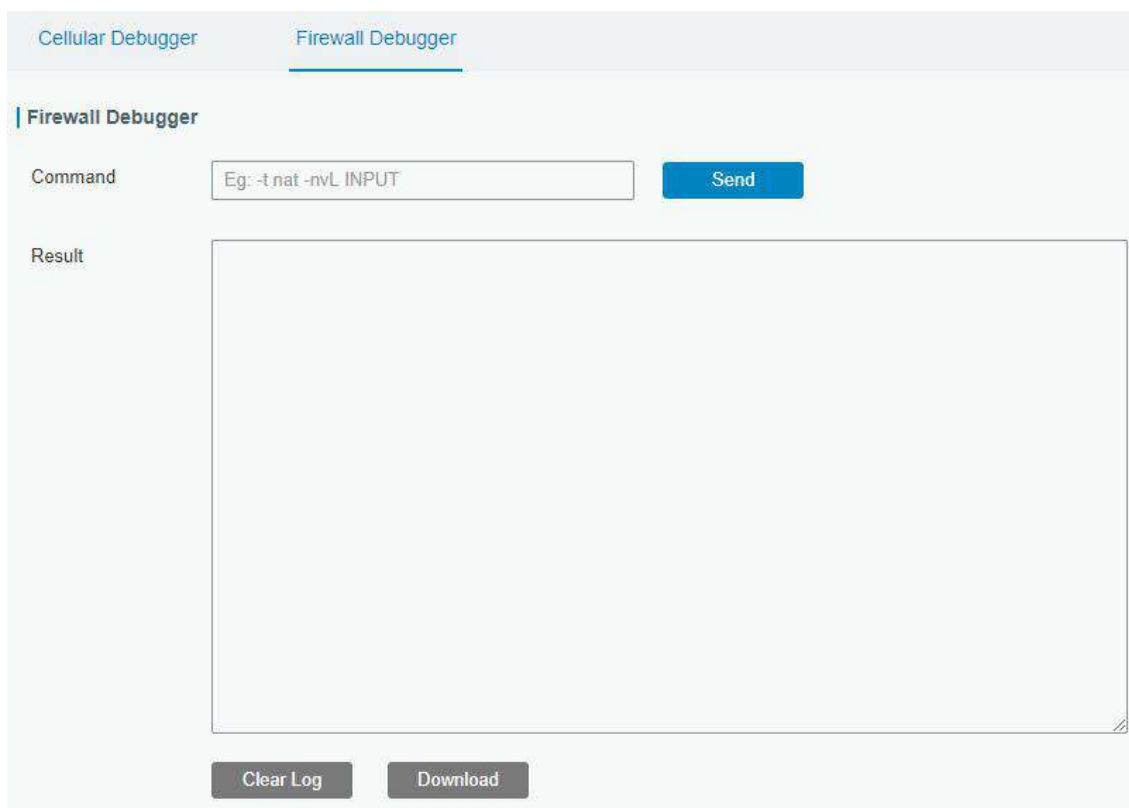 Cellular Debugger Firewall Debugger
Firewall Debugger
Command Eg: -t nat -nvL INPUT Send
Result
Clear Log Download